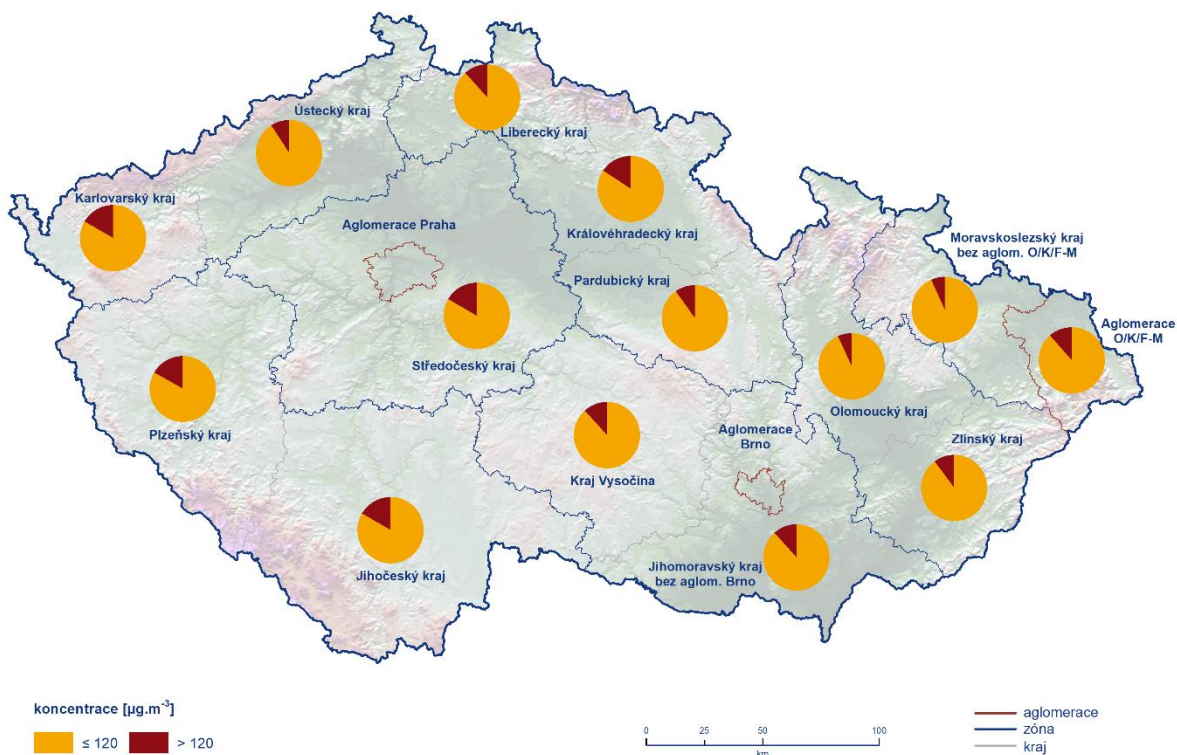 Ústecký kraj
Liberecký kraj
Karlovarský kraj
Aglomerace Praha
Královéhradecký kraj
Moravskoslezský kraj
bez aglom. O/K/F-M
Pardubický kraj
Aglomerace
O/K/F-M
Středočeský kraj
Olomoucký kraj
Plzeňský kraj
Aglomerace
Brno
Zlínský kraj
Kraj Vysočina
Jihomoravský kraj
bez aglom. Brno
Jihočeský kraj
koncentrace [µg.m⁻³]
≤ 120 > 120
0 25 50 100
km
aglomerace
zóna
kraj